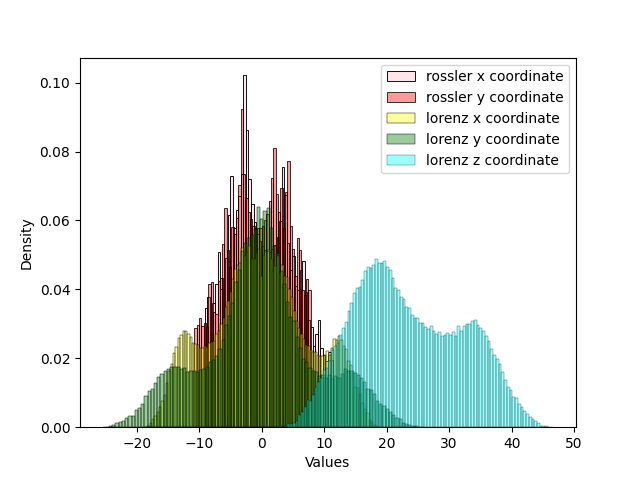 rossler x coordinate
rossler y coordinate
lorenz x coordinate
lorenz y coordinate
lorenz z coordinate
Density
0.10
0.08
0.06
0.04
0.02
0.00
−20 −10 0 10 20 30 40 50
Values